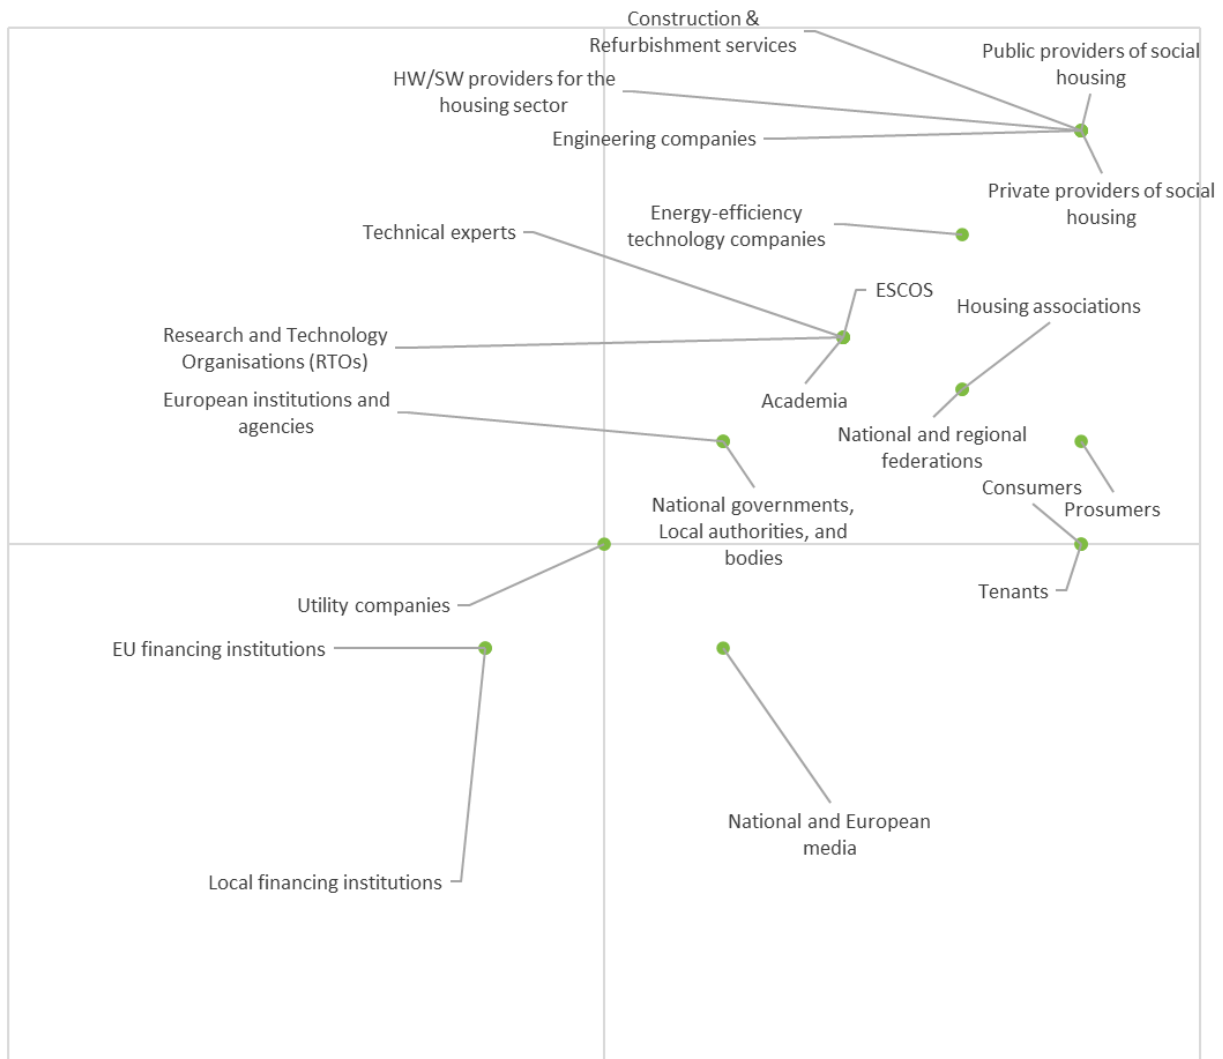 Construction &
Refurbishment services
Public providers of social
housing
HW/SW providers for the
housing sector
Engineering companies
Private providers of social
housing
Energy-efficiency
technology companies
Technical experts
ESCOS
Housing associations
Research and Technology
Organisations (RTOs)
Academia
European institutions and
agencies
National and regional
federations
Consumers
Prosumers
National governments,
Local authorities, and
bodies
Tenants
Utility companies
EU financing institutions
National and European
media
Local financing institutions